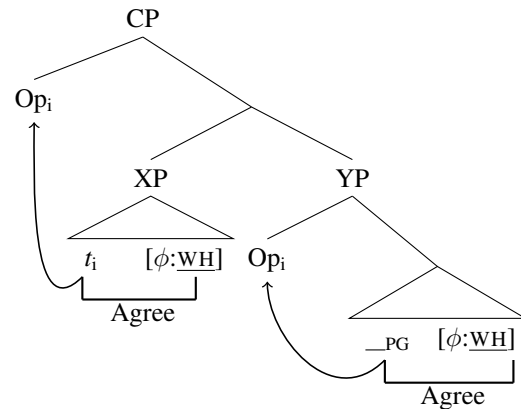 CP
Opᵢ
XP YP
tᵢ [ϕ:WH] Opᵢ
Agree
__PG [ϕ:WH]
Agree